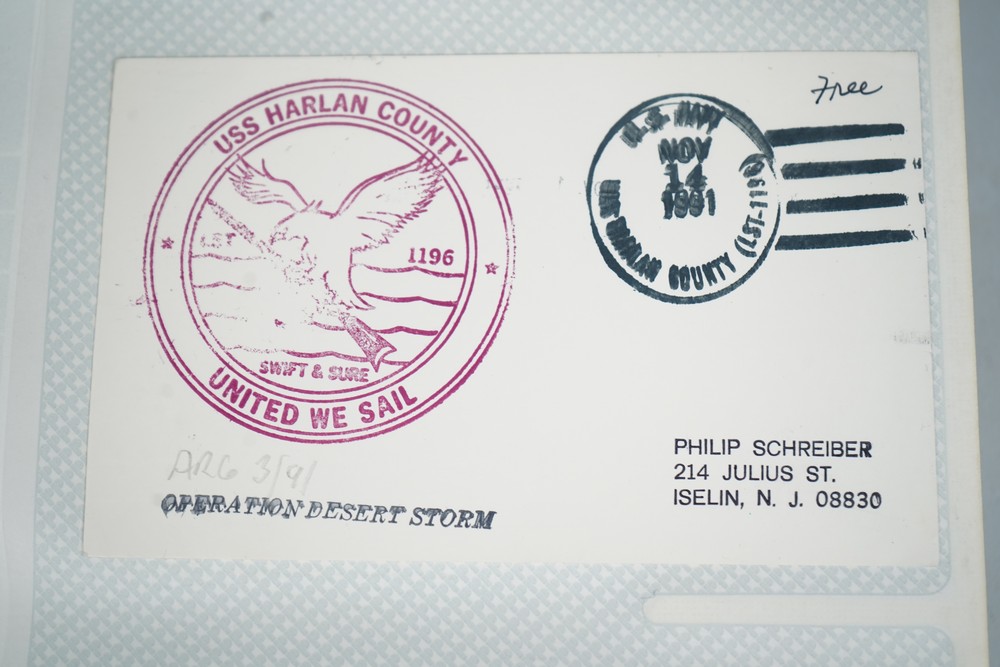 USS HARLAN COUNTY
LST 1196
SWIFT & SURE
UNITED WE SAIL
ARG 3/91
OPERATION DESERT STORM
Free
U.S. NAVY
NOV
14
1991
USS HARLAN COUNTY (LST-1196)
PHILIP SCHREIBER
214 JULIUS ST.
ISELIN, N. J. 08830